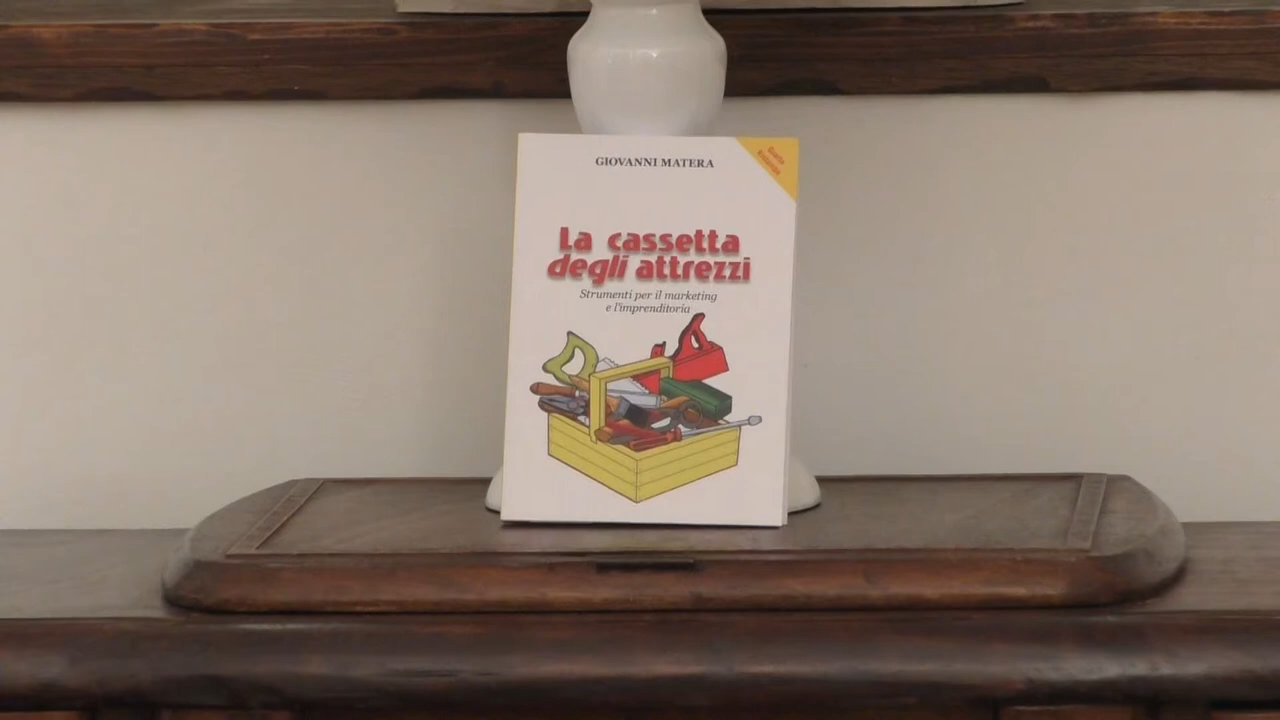 GIOVANNI MATERA
La cassetta
degli attrezzi
Strumenti per il marketing
e l'imprenditoria